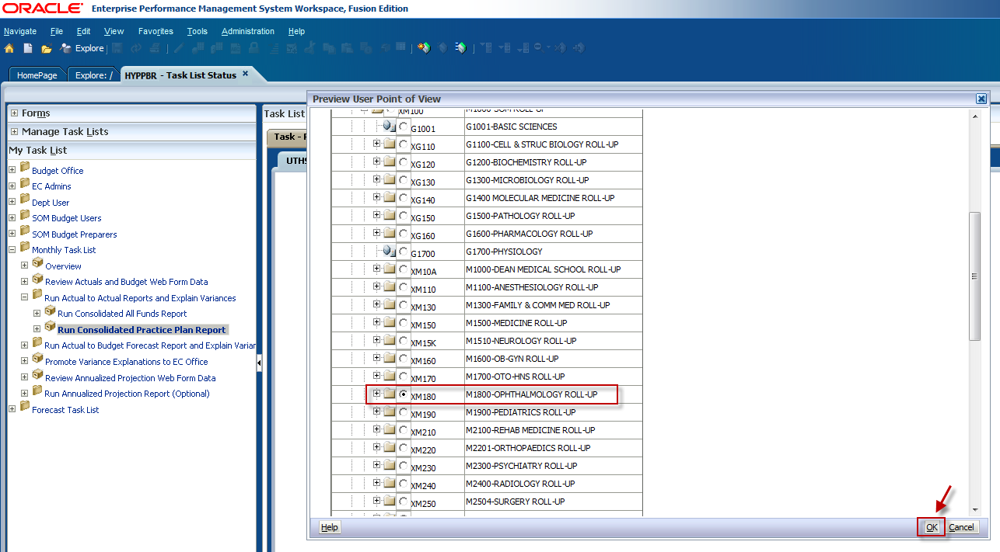 ORACLE Enterprise Performance Management System Workspace, Fusion Edition
Navigate File Edit View Favorites Tools Administration Help
Explore
HomePage Explore: / HYPPBR - Task List Status
Preview User Point of View
Forms
Manage Task Lists
My Task List
Budget Office
EC Admins
Dept User
SOM Budget Users
SOM Budget Preparers
Monthly Task List
Overview
Review Actuals and Budget Web Form Data
Run Actual to Actual Reports and Explain Variances
Run Consolidated All Funds Report
Run Consolidated Practice Plan Report
Run Actual to Budget Forecast Report and Explain Varian
Promote Variance Explanations to EC Office
Review Annualized Projection Web Form Data
Run Annualized Projection Report (Optional)
Forecast Task List
Task List
Task - F
UTHS
XM100 M1000-SOM ROLL-UP
G1001 G1001-BASIC SCIENCES
XG110 G1100-CELL & STRUC BIOLOGY ROLL-UP
XG120 G1200-BIOCHEMISTRY ROLL-UP
XG130 G1300-MICROBIOLOGY ROLL-UP
XG140 G1400 MOLECULAR MEDICINE ROLL-UP
XG150 G1500-PATHOLOGY ROLL-UP
XG160 G1600-PHARMACOLOGY ROLL-UP
G1700 G1700-PHYSIOLOGY
XM10A M1000-DEAN MEDICAL SCHOOL ROLL-UP
XM110 M1100-ANESTHESIOLOGY ROLL-UP
XM130 M1300-FAMILY & COMM MED ROLL-UP
XM150 M1500-MEDICINE ROLL-UP
XM15K M1510-NEUROLOGY ROLL-UP
XM160 M1600-OB-GYN ROLL-UP
XM170 M1700-OTO-HNS ROLL-UP
XM180 M1800-OPHTHALMOLOGY ROLL-UP
XM190 M1900-PEDIATRICS ROLL-UP
XM210 M2100-REHAB MEDICINE ROLL-UP
XM220 M2201-ORTHOPAEDICS ROLL-UP
XM230 M2300-PSYCHIATRY ROLL-UP
XM240 M2400-RADIOLOGY ROLL-UP
XM250 M2504-SURGERY ROLL-UP
Help OK Cancel